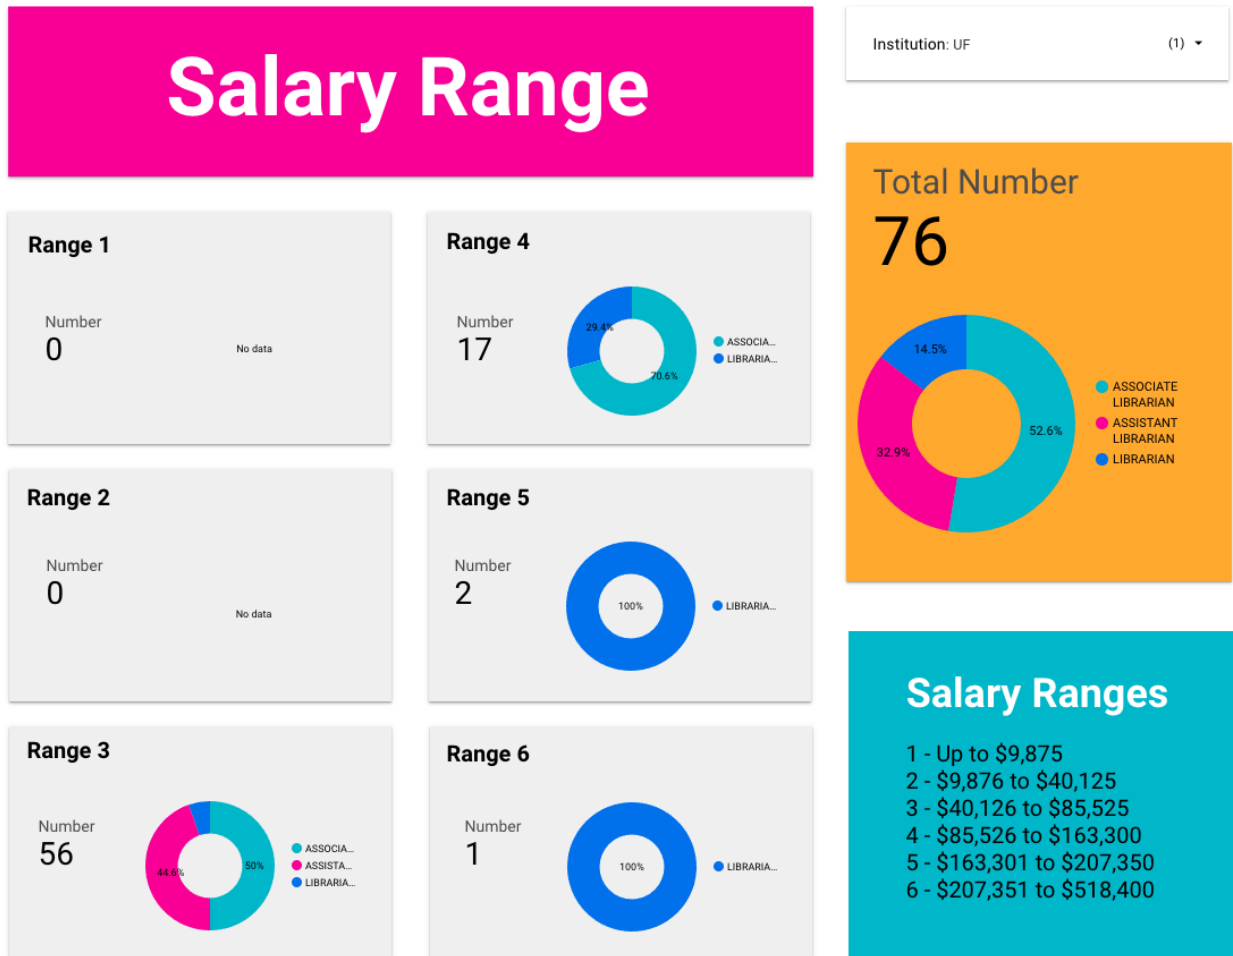 Salary Range
Institution: UF (1)
Range 1
Number
0
No data
Range 4
Number
17
29.4%
70.6%
ASSOCIA...
LIBRARIA...
Total Number
76
14.5%
32.9%
52.6%
ASSOCIATE
LIBRARIAN
ASSISTANT
LIBRARIAN
LIBRARIAN
Range 2
Number
0
No data
Range 5
Number
2
100%
LIBRARIA...
Range 3
Number
56
44.6%
50%
ASSOCIA...
ASSISTA...
LIBRARIA...
Range 6
Number
1
100%
LIBRARIA...
Salary Ranges
1 - Up to $9,875
2 - $9,876 to $40,125
3 - $40,126 to $85,525
4 - $85,526 to $163,300
5 - $163,301 to $207,350
6 - $207,351 to $518,400